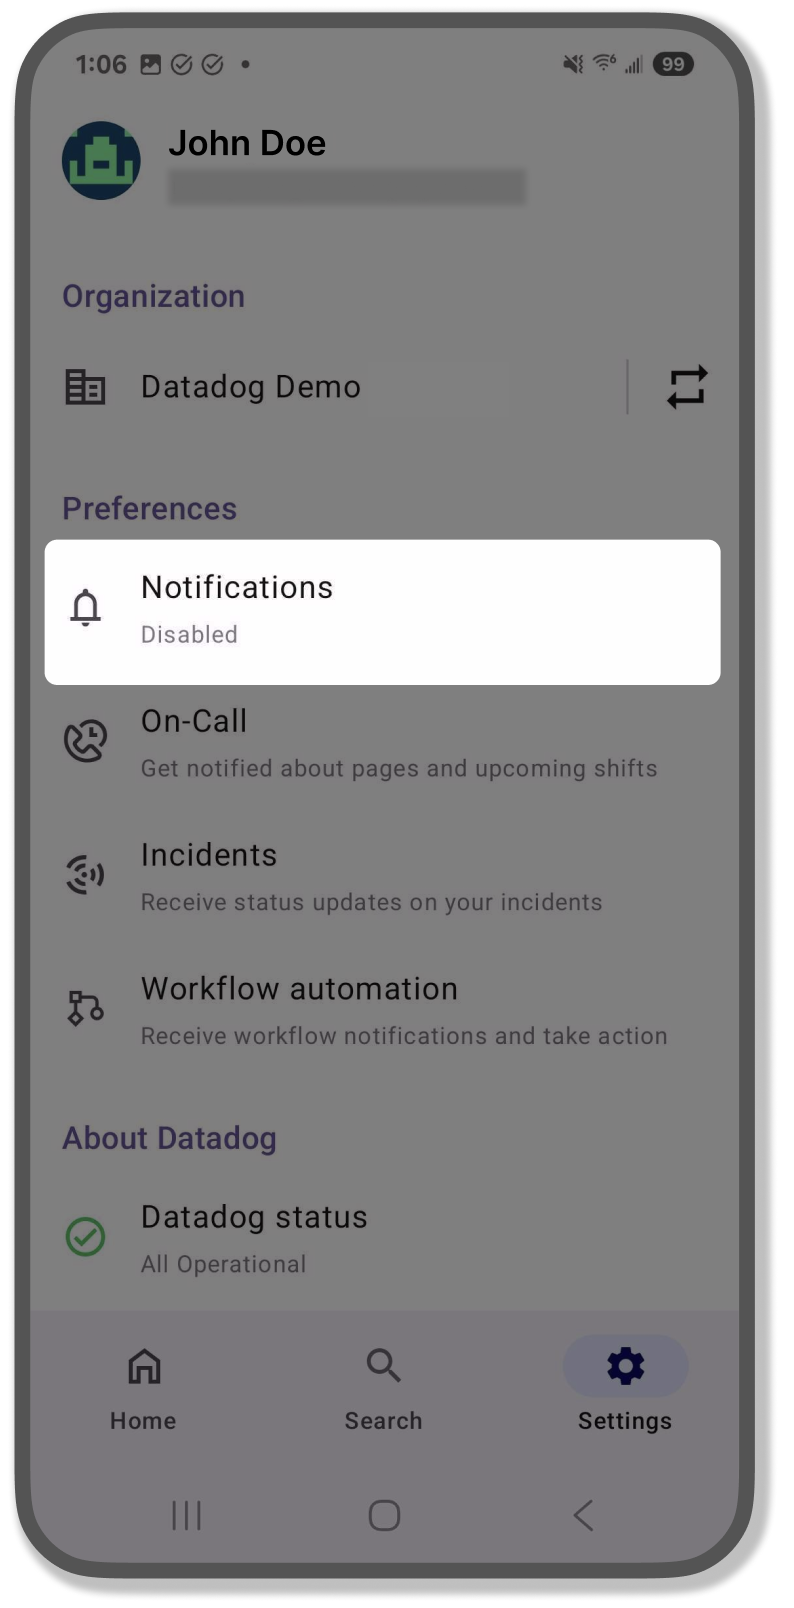 1:06
6
99
John Doe
Organization
Datadog Demo
Preferences
Notifications
Disabled
On-Call
Get notified about pages and upcoming shifts
Incidents
Receive status updates on your incidents
Workflow automation
Receive workflow notifications and take action
About Datadog
Datadog status
All Operational
Home
Search
Settings